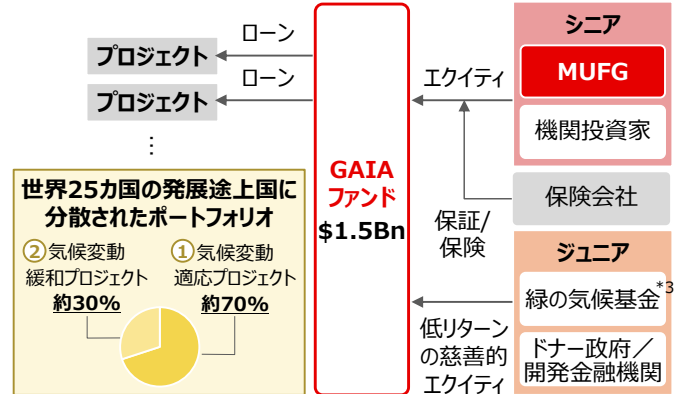 プロジェクト
ローン
プロジェクト
ローン
⋮
世界25カ国の発展途上国に
分散されたポートフォリオ
②気候変動
緩和プロジェクト
約30%
①気候変動
適応プロジェクト
約70%
GAIA
ファンド
$1.5Bn
エクイティ
保証/
保険
低リターン
の慈善的
エクイティ
シニア
MUFG
機関投資家
保険会社
ジュニア
緑の気候基金*3
ドナー政府／
開発金融機関